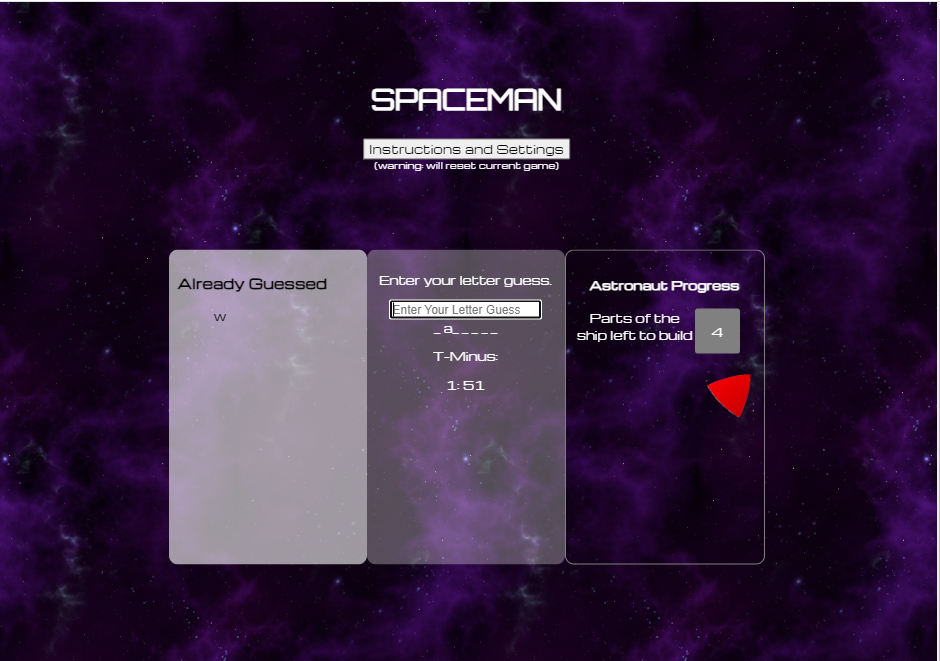 SPACEMAN
Instructions and Settings
(warning: will reset current game)
Already Guessed
w
Enter your letter guess.
Enter Your Letter Guess
_ a _ _ _ _ _
T-Minus:
1: 51
Astronaut Progress
Parts of the
ship left to build
4